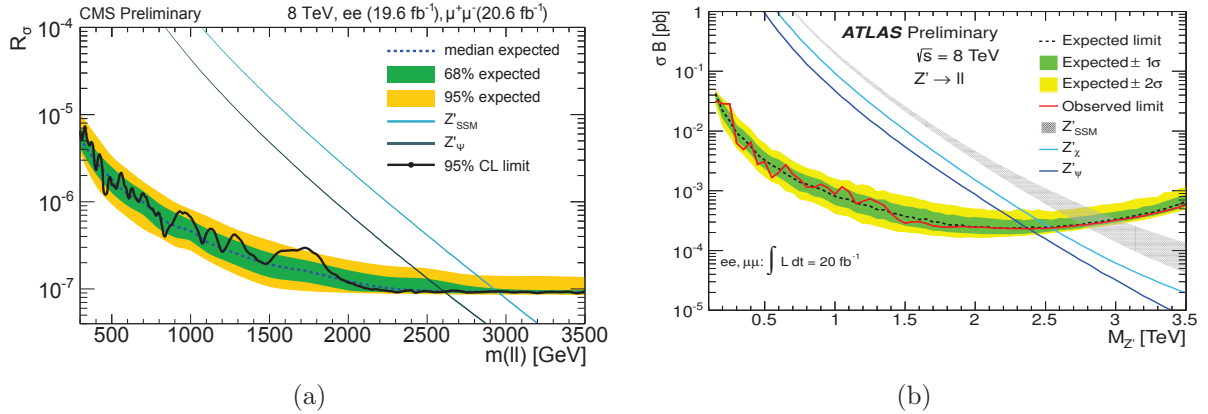 CMS Preliminary
8 TeV, ee (19.6 fb⁻¹), μ⁺μ⁻(20.6 fb⁻¹)
R_σ
10⁻⁴
10⁻⁵
10⁻⁶
10⁻⁷
median expected
68% expected
95% expected
Z'_SSM
Z'_Ψ
95% CL limit
500 1000 1500 2000 2500 3000 3500
m(ll) [GeV]
(a)
σ B [pb]
1
10⁻¹
10⁻²
10⁻³
10⁻⁴
10⁻⁵
ATLAS Preliminary
√s = 8 TeV
Z' → ll
Expected limit
Expected ± 1σ
Expected ± 2σ
Observed limit
Z'_SSM
Z'_χ
Z'_ψ
ee, μμ: ∫ L dt = 20 fb⁻¹
0.5 1 1.5 2 2.5 3 3.5
M_Z' [TeV]
(b)